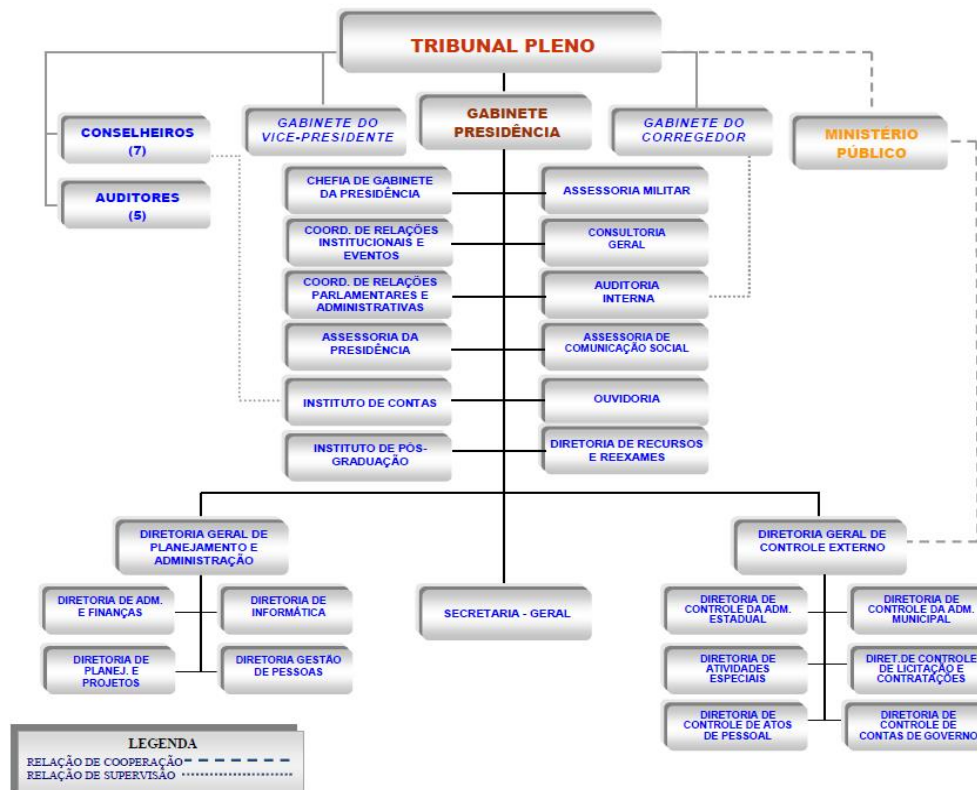 TRIBUNAL PLENO
GABINETE DO
VICE-PRESIDENTE
GABINETE
PRESIDÊNCIA
GABINETE DO
CORREGEDOR
MINISTÉRIO
PÚBLICO
CONSELHEIROS
(7)
AUDITORES
(5)
CHEFIA DE GABINETE
DA PRESIDÊNCIA
ASSESSORIA MILITAR
COORD. DE RELAÇÕES
INSTITUCIONAIS E
EVENTOS
CONSULTORIA
GERAL
COORD. DE RELAÇÕES
PARLAMENTARES E
ADMINISTRATIVAS
AUDITORIA
INTERNA
ASSESSORIA DA
PRESIDÊNCIA
ASSESSORIA DE
COMUNICAÇÃO SOCIAL
INSTITUTO DE CONTAS
OUVIDORIA
INSTITUTO DE PÓS-
GRADUAÇÃO
DIRETORIA DE RECURSOS
E REEXAMES
DIRETORIA GERAL DE
PLANEJAMENTO E
ADMINISTRAÇÃO
DIRETORIA GERAL DE
CONTROLE EXTERNO
DIRETORIA DE ADM.
E FINANÇAS
DIRETORIA DE
INFORMÁTICA
DIRETORIA DE
PLANEJ. E
PROJETOS
DIRETORIA GESTÃO
DE PESSOAS
SECRETARIA - GERAL
DIRETORIA DE
CONTROLE DA ADM.
ESTADUAL
DIRETORIA DE
CONTROLE DA ADM.
MUNICIPAL
DIRETORIA DE
ATIVIDADES
ESPECIAIS
DIRET.DE CONTROLE
DE LICITAÇÃO E
CONTRATAÇÕES
DIRETORIA DE
CONTROLE DE ATOS
DE PESSOAL
DIRETORIA DE
CONTROLE DE
CONTAS DE GOVERNO
LEGENDA
RELAÇÃO DE COOPERAÇÃO
RELAÇÃO DE SUPERVISÃO